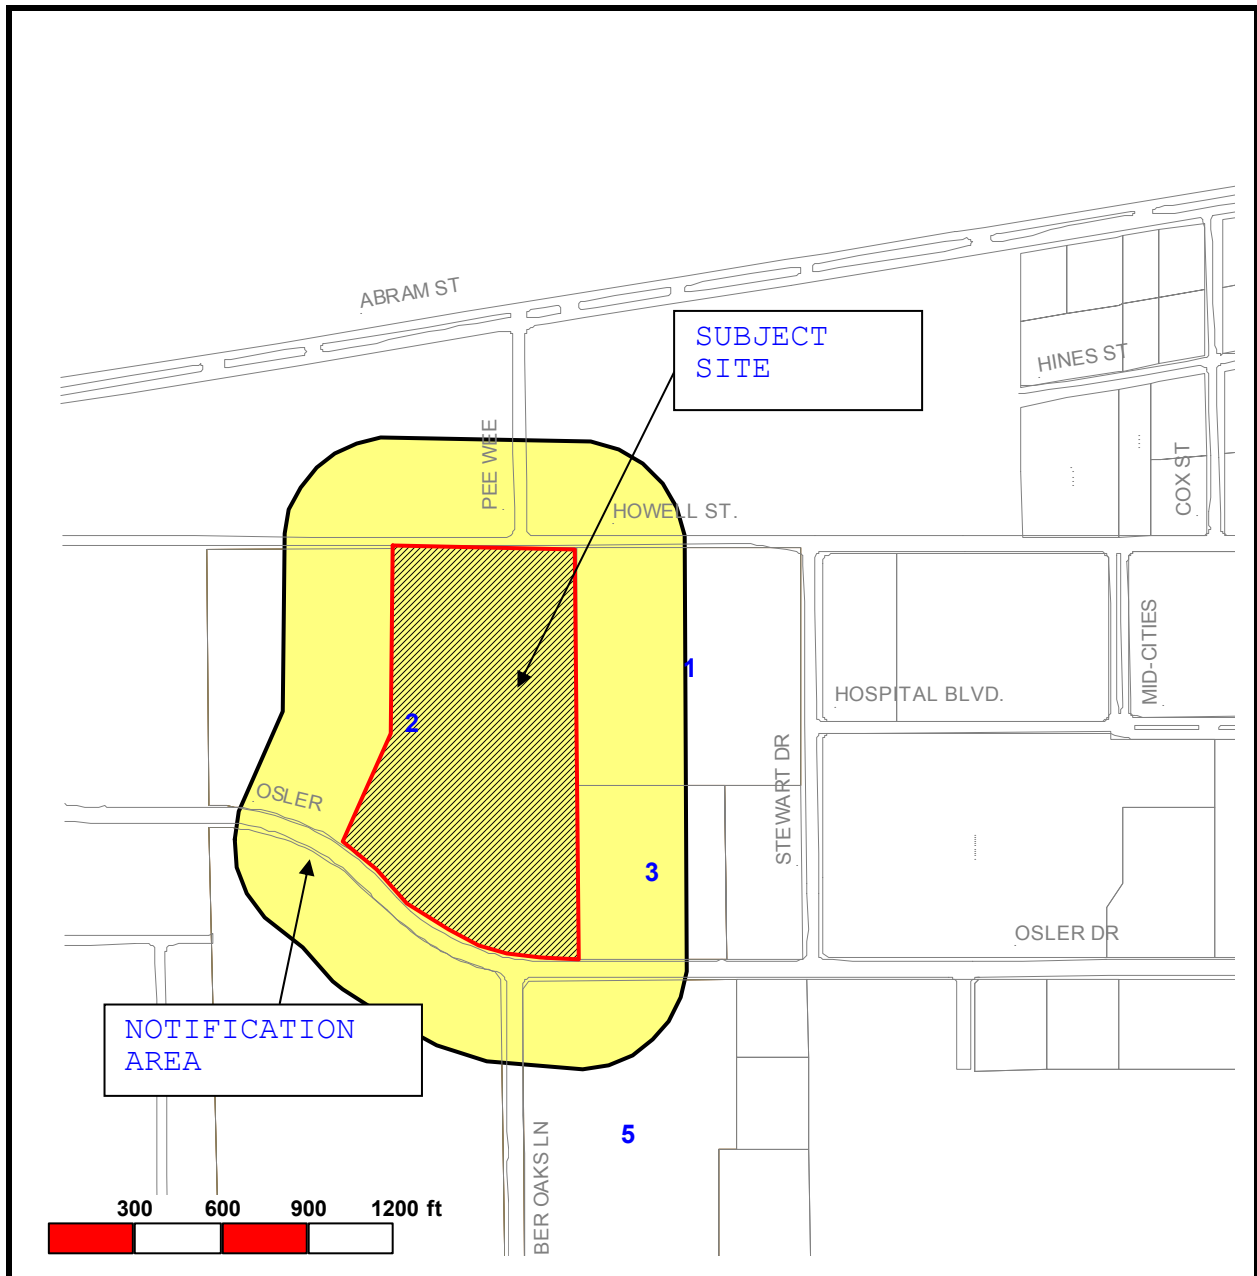 ABRAM ST
SUBJECT
SITE
HINES ST
PEE WEE
COX ST
HOWELL ST.
MID-CITIES
1
HOSPITAL BLVD.
2
STEWART DR
OSLER
3
OSLER DR
NOTIFICATION
AREA
5
BER OAKS LN
300 600 900 1200 ft